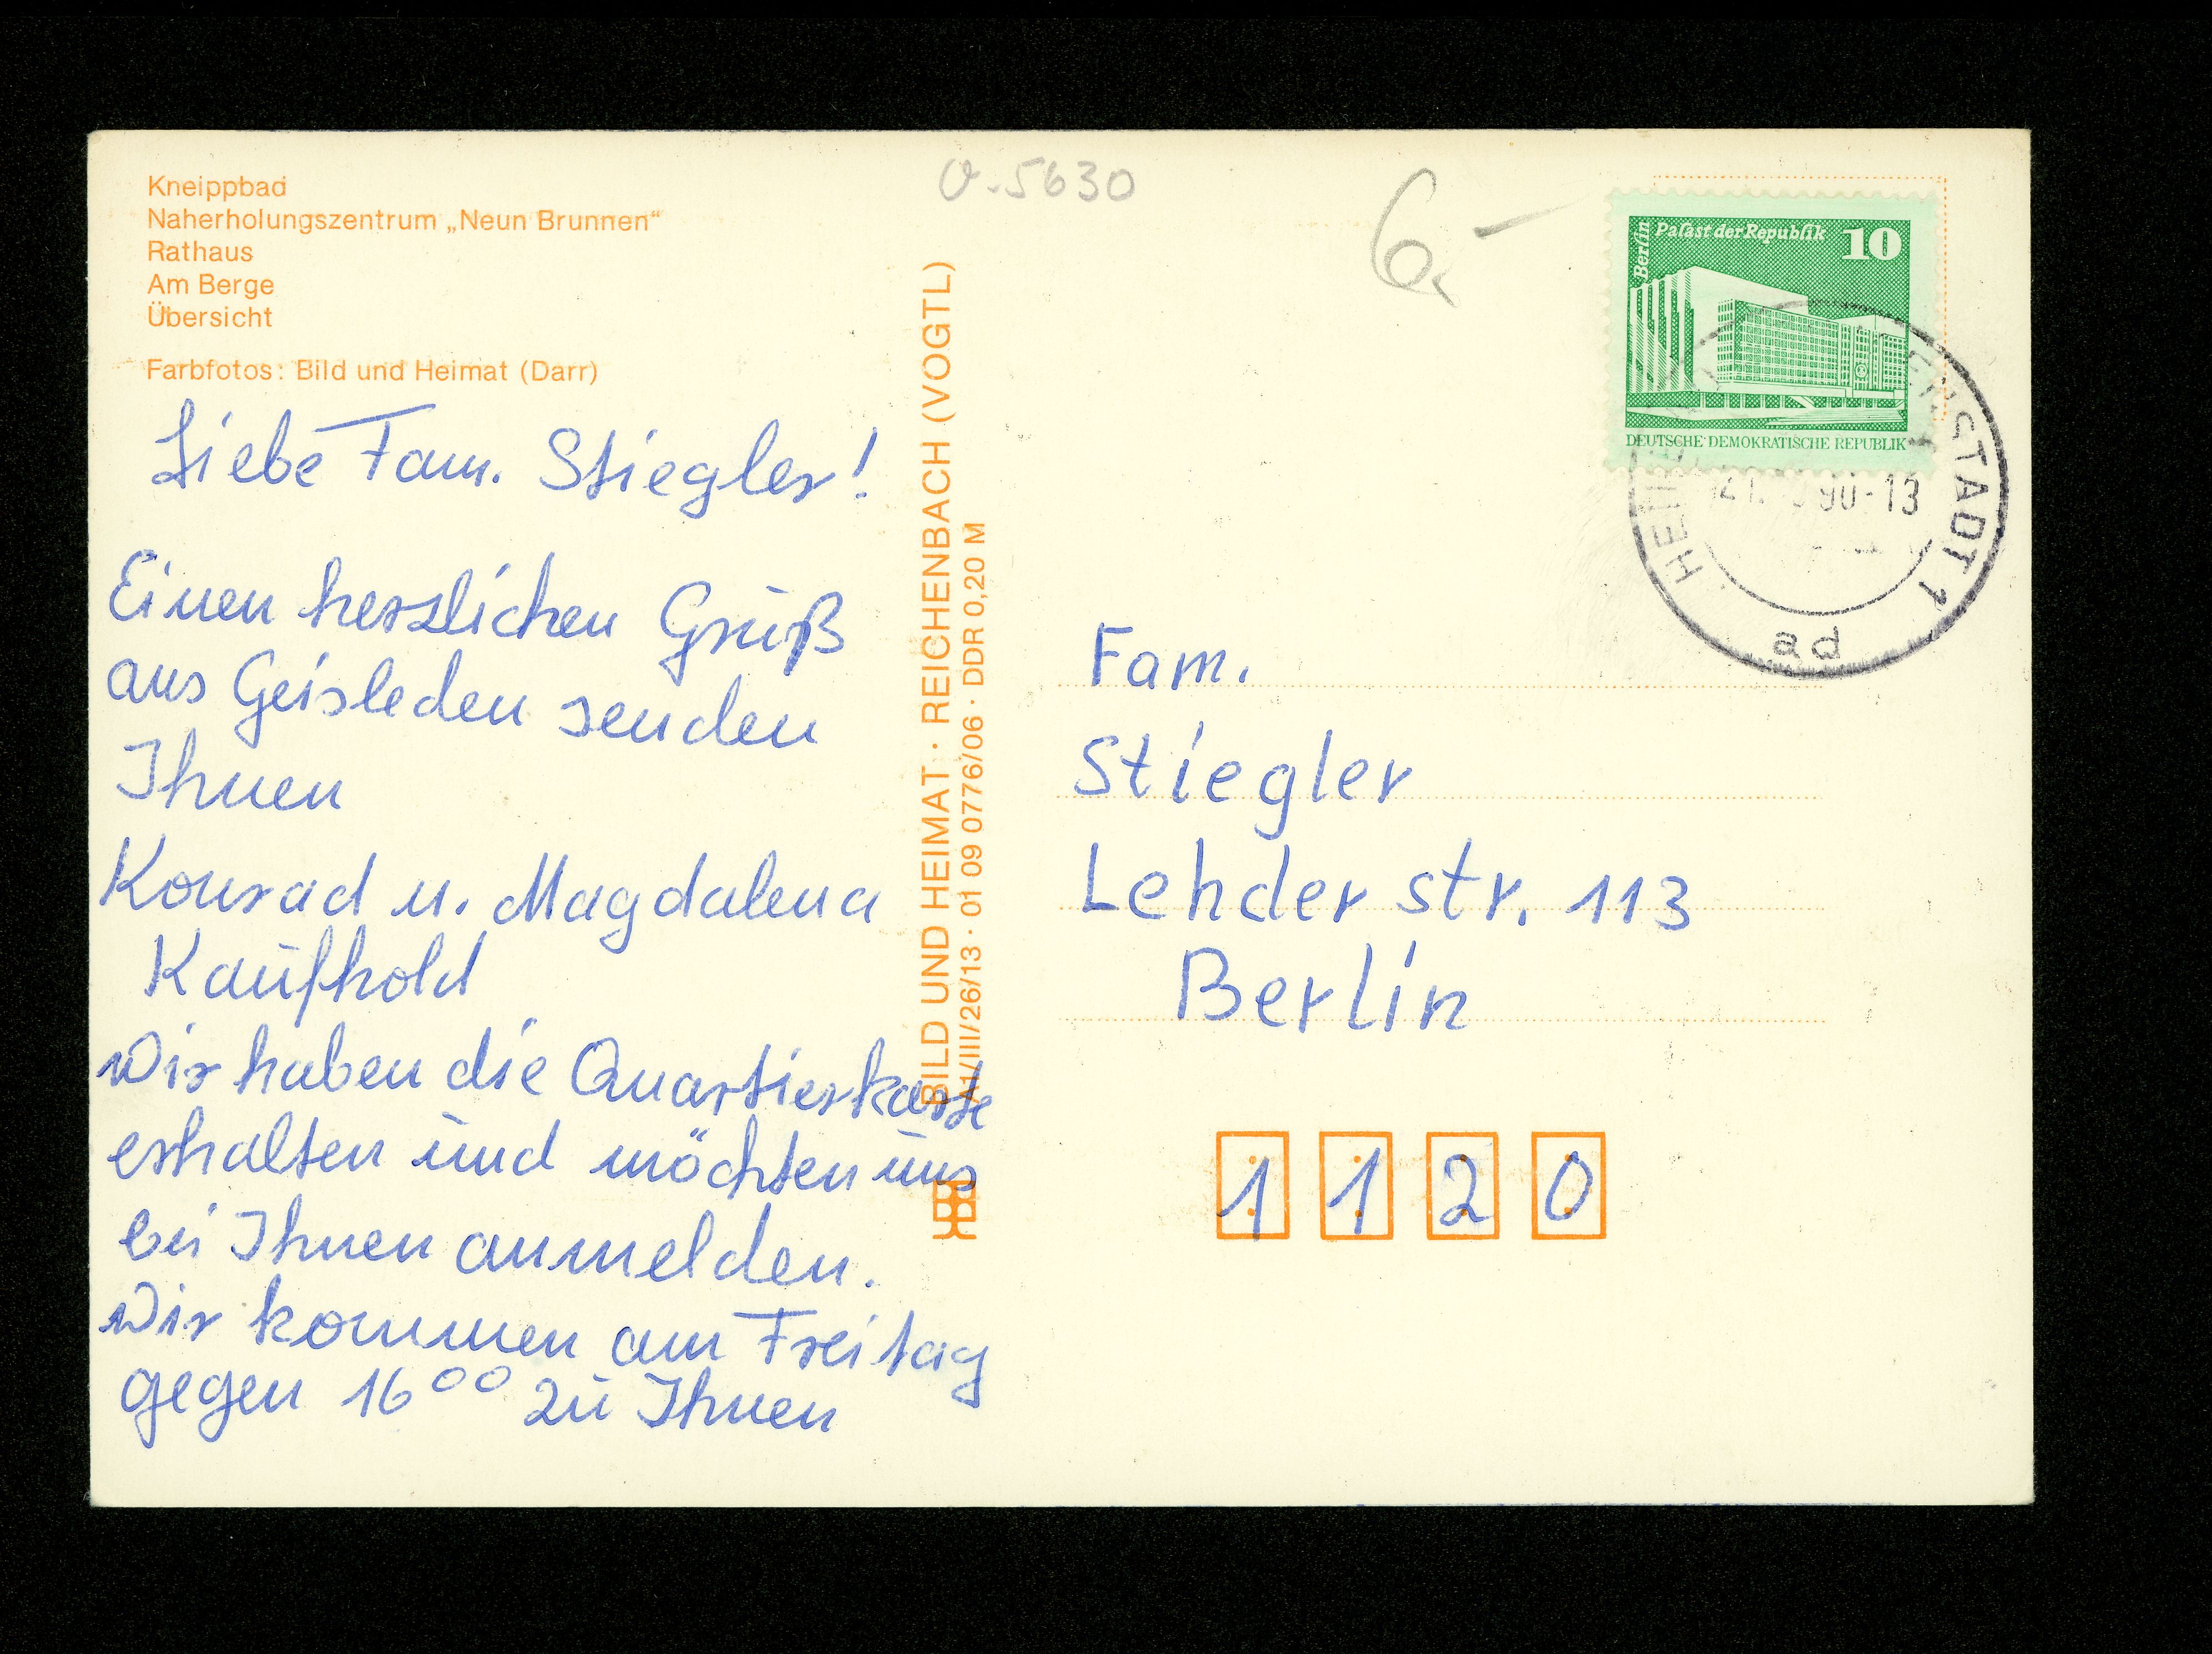 Kneippbad
Naherholungszentrum „Neun Brunnen“
Rathaus
Am Berge
Übersicht
Farbfotos: Bild und Heimat (Darr)
Liebe Fam. Stiegler!
Einen herzlichen Gruß
aus Geisleden senden
Ihnen
Konrad u. Magdalena
Kaufhold
Wir haben die Quartierkarte
erhalten und möchten uns
bei Ihnen anmelden.
Wir kommen am Freitag
gegen 16⁰⁰ zu Ihnen
BILD UND HEIMAT · REICHENBACH (VOGTL)
A1/III/26/13 · 01 09 0776/06 · DDR 0,20 M
5630
6,-
Berlin
Palast der Republik
10
DEUTSCHE DEMOKRATISCHE REPUBLIK
90-13
ad
Fam.
Stiegler
Lehder str. 113
Berlin
1120